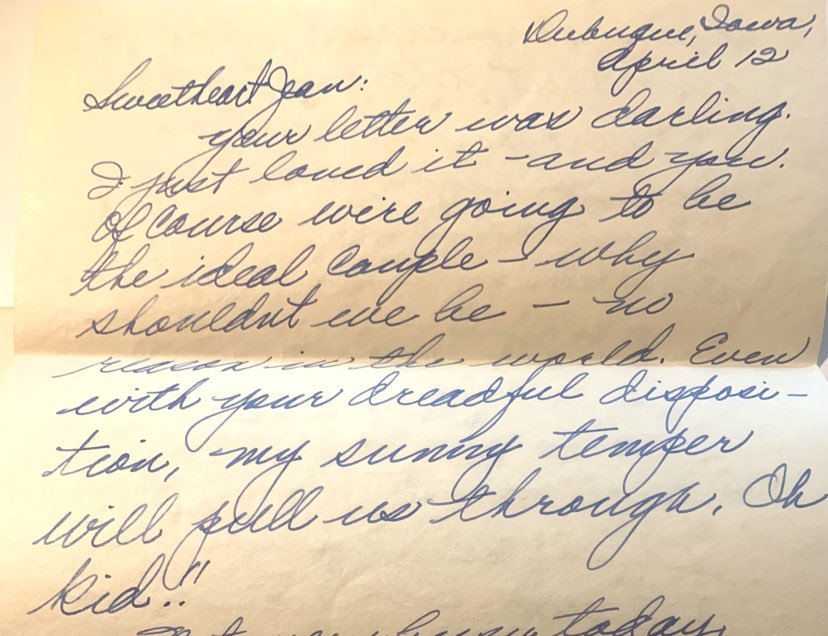 Dubuque, Iowa,
April 12
Sweetheart Jean:
your letter was darling.
I just loved it - and you.
Of course we're going to be
the ideal couple - why
shouldnt we be - no
reason in the world. Even
with your dreadful disposi-
tion, my sunny temper
will pull us through. Oh
kid!!
today